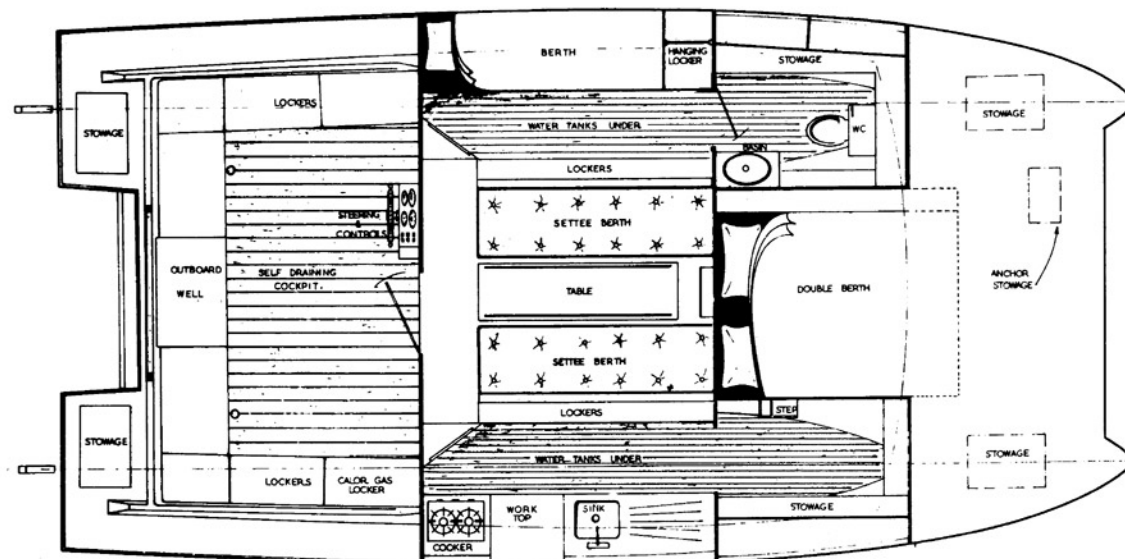 BERTH
HANGING
LOCKER
STOWAGE
LOCKERS
STOWAGE
WATER TANKS UNDER
WC
STOWAGE
BASIN
LOCKERS
STEERING
&
CONTROLS
SETTEE BERTH
OUTBOARD
WELL
SELF DRAINING
COCKPIT.
TABLE
DOUBLE BERTH
ANCHOR
STOWAGE
SETTEE BERTH
LOCKERS
STEP
STOWAGE
WATER TANKS UNDER
STOWAGE
LOCKERS
CALOR GAS
LOCKER
WORK
TOP
SINK
STOWAGE
COOKER